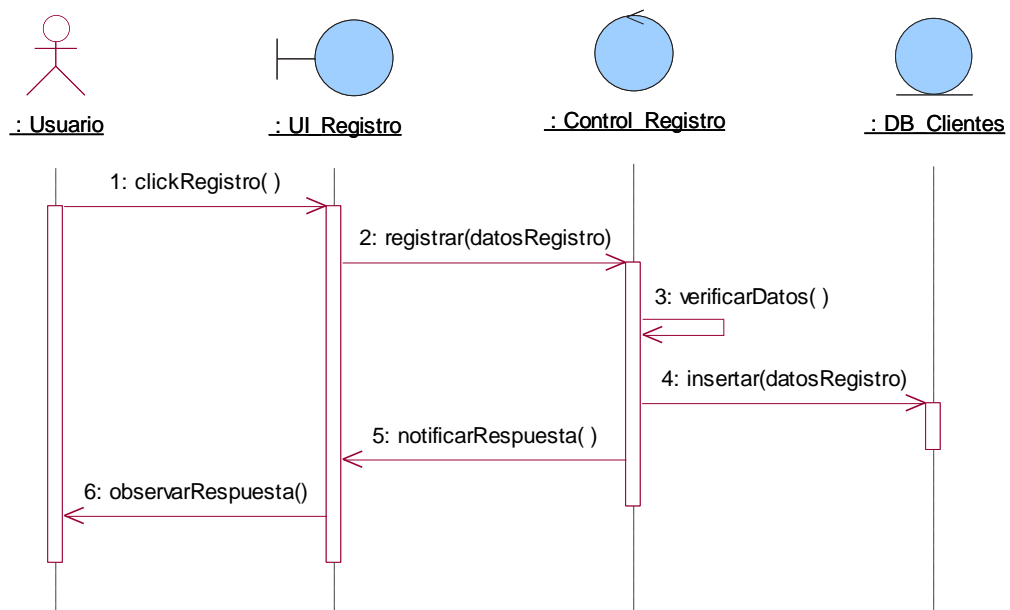 : Usuario
: UI_Registro
: Control_Registro
: DB_Clientes
1: clickRegistro( )
2: registrar(datosRegistro)
3: verificarDatos( )
4: insertar(datosRegistro)
5: notificarRespuesta( )
6: observarRespuesta()